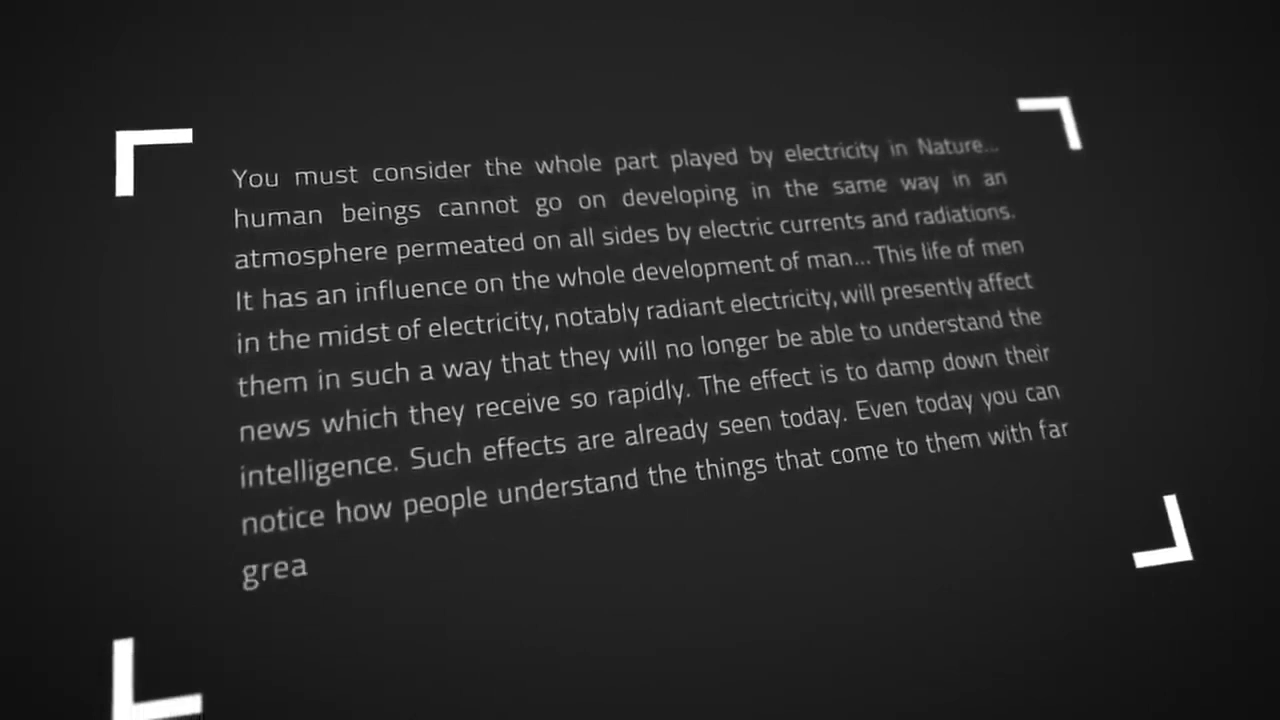 You must consider the whole part played by electricity in Nature...
human beings cannot go on developing in the same way in an
atmosphere permeated on all sides by electric currents and radiations.
It has an influence on the whole development of man... This life of men
in the midst of electricity, notably radiant electricity, will presently affect
them in such a way that they will no longer be able to understand the
news which they receive so rapidly. The effect is to damp down their
intelligence. Such effects are already seen today. Even today you can
notice how people understand the things that come to them with far
grea